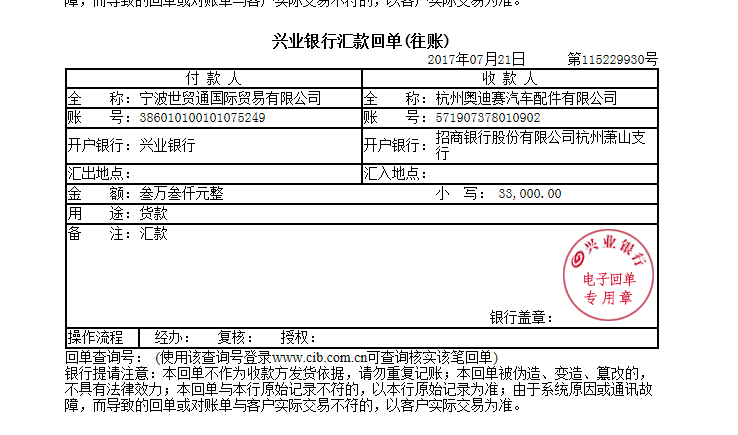 障，而导致的回单或对账单与客户实际交易不符的，以客户实际交易为准。
兴业银行汇款回单(往账)
2017年07月21日 第115229930号
付 款 人 收 款 人
全 称：宁波世贸通国际贸易有限公司 全 称：杭州奥迪赛汽车配件有限公司
账 号：386010100101075249 账 号：571907378010902
开户银行：兴业银行 开户银行：招商银行股份有限公司杭州萧山支
行
汇出地点： 汇入地点：
金 额：叁万叁仟元整 小 写： 33,000.00
用 途：货款
备 注：汇款
兴业银行
电子回单
专用章
银行盖章：
操作流程 经办： 复核： 授权：
回单查询号： (使用该查询号登录www.cib.com.cn可查询核实该笔回单)
银行提请注意：本回单不作为收款方发货依据，请勿重复记账；本回单被伪造、变造、篡改的，
不具有法律效力；本回单与本行原始记录不符的，以本行原始记录为准；由于系统原因或通讯故
障，而导致的回单或对账单与客户实际交易不符的，以客户实际交易为准。